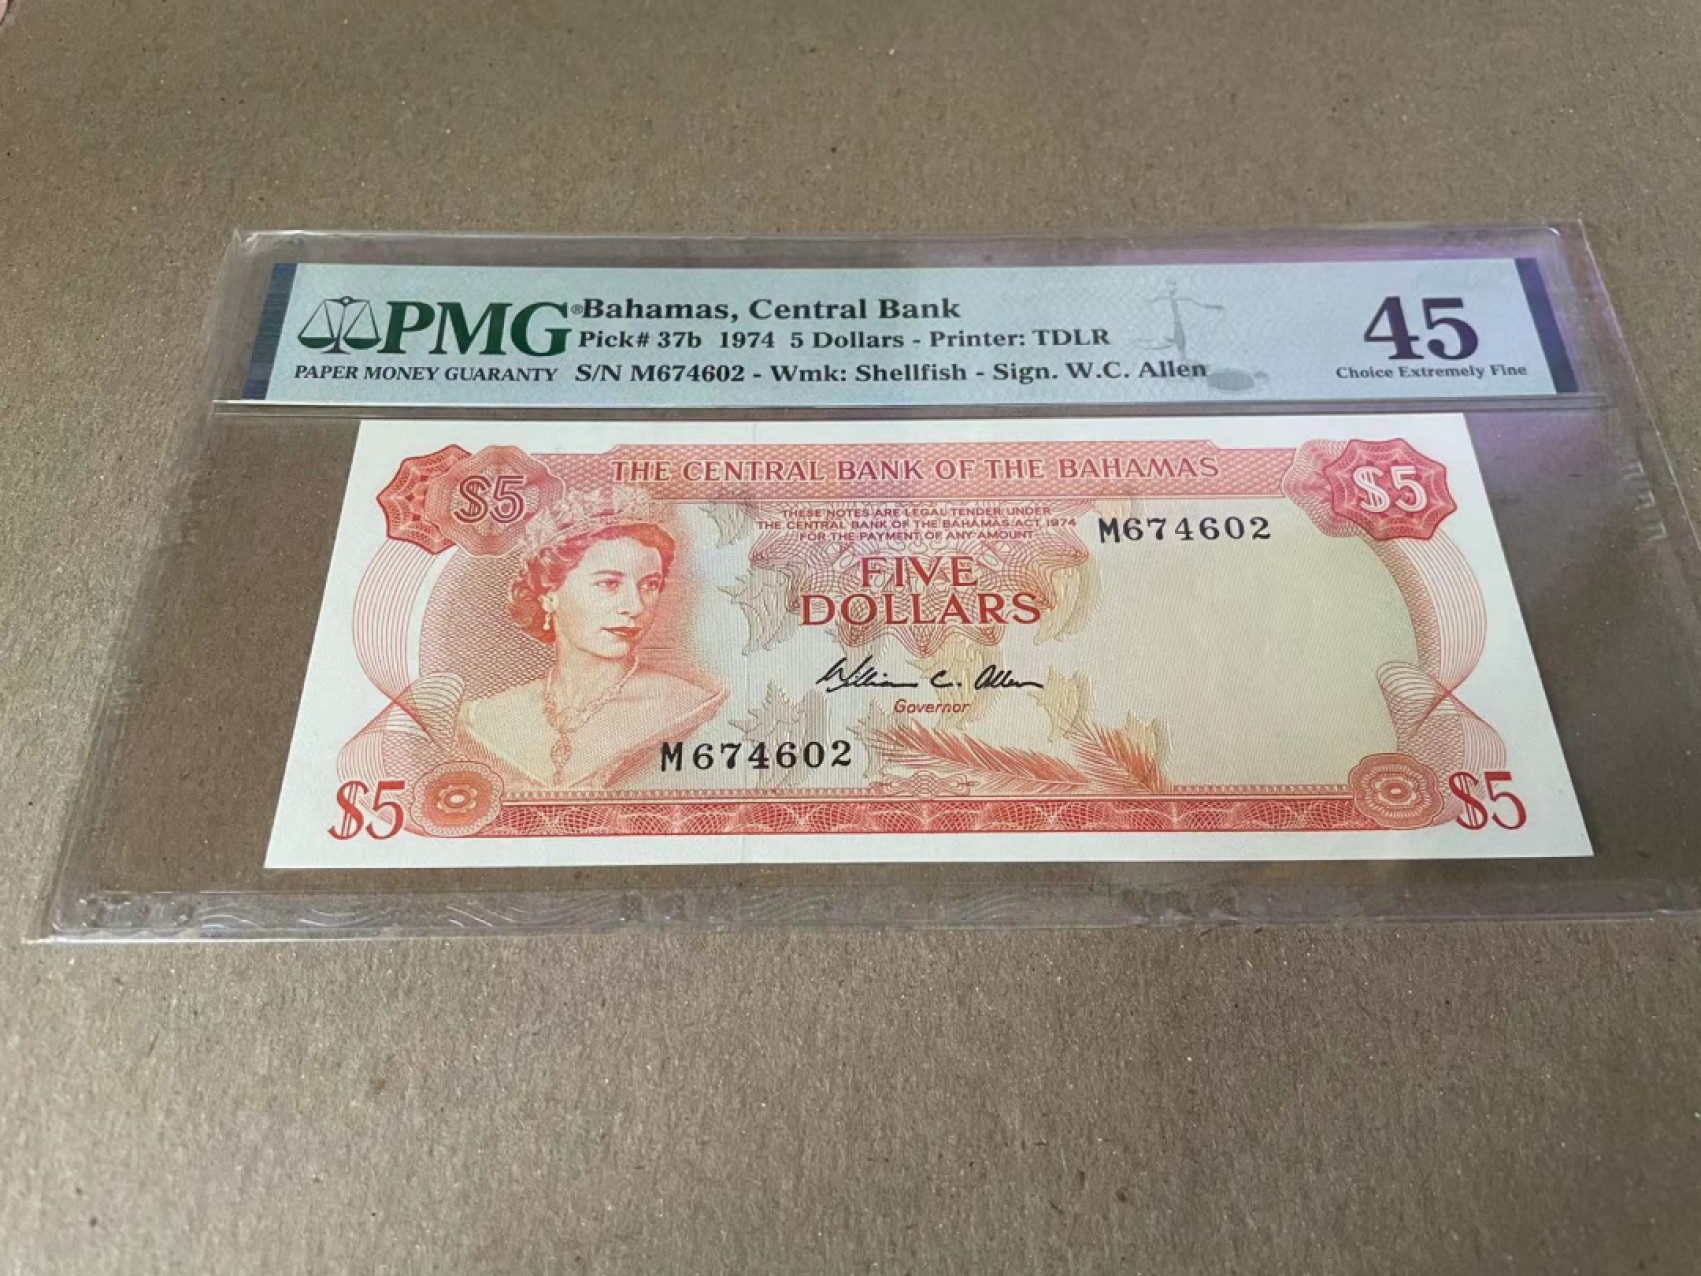 PMG®
PAPER MONEY GUARANTY
Bahamas, Central Bank
Pick# 37b 1974 5 Dollars - Printer: TDLR
S/N M674602 - Wmk: Shellfish - Sign. W.C. Allen
45
Choice Extremely Fine
$5 THE CENTRAL BANK OF THE BAHAMAS $5
THESE NOTES ARE LEGAL TENDER UNDER
THE CENTRAL BANK OF THE BAHAMAS ACT, 1974
FOR THE PAYMENT OF ANY AMOUNT
M674602
FIVE
DOLLARS
William C. Allen
Governor
M674602
$5 $5